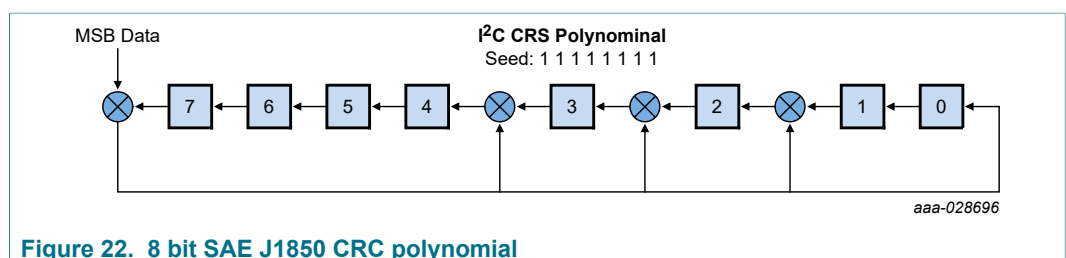 MSB Data
I²C CRS Polynominal
Seed: 1 1 1 1 1 1 1 1
7 6 5 4 3 2 1 0
aaa-028696
Figure 22. 8 bit SAE J1850 CRC polynomial